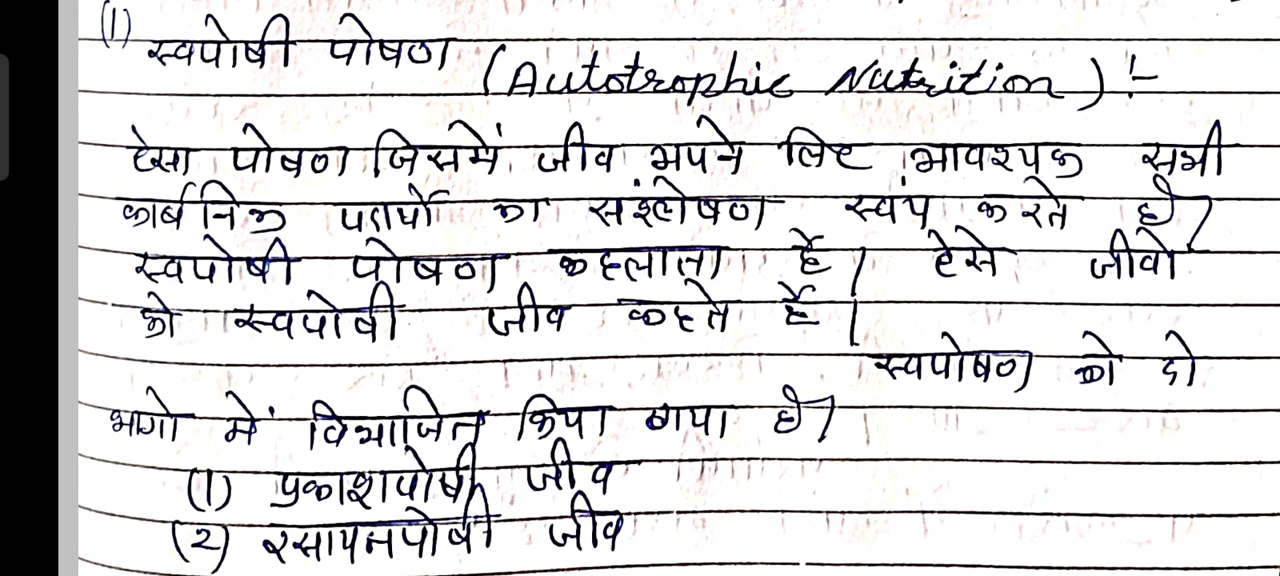 (1) स्वपोषी पोषण (Autotrophic Nutrition) :-
ऐसा पोषण जिसमें जीव अपने लिए आवश्यक सभी
कार्बनिक पदार्थो का संश्लेषण स्वंय करते है।
स्वपोषी पोषण कहलाता है। ऐसे जीवो
को स्वपोषी जीव कहते हैं।
स्वपोषण को दो
भागो में विभाजित किया गया है।
(1) प्रकाशपोषी जीव
(2) रसायनपोषी जीव